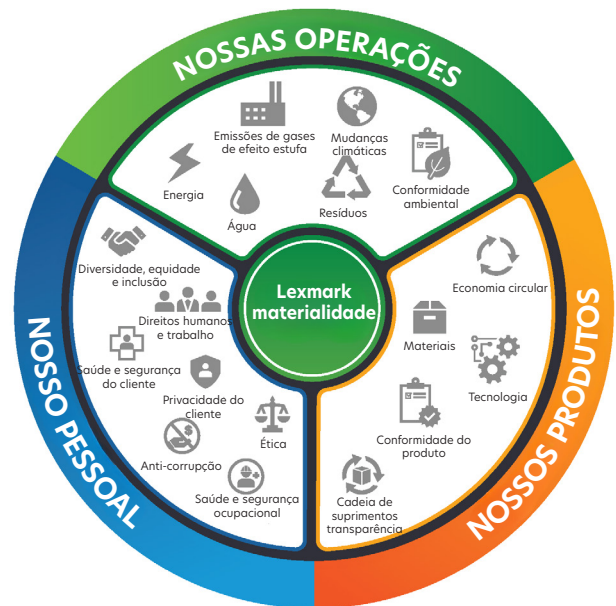 NOSSAS OPERAÇÕES
Emissões de gases
de efeito estufa
Mudanças
climáticas
Energia
Água
Resíduos
Conformidade
ambiental
Lexmark
materialidade
NOSSO PESSOAL
Diversidade, equidade
e inclusão
Direitos humanos
e trabalho
Saúde e segurança
do cliente
Privacidade do
cliente
Ética
Anti-corrupção
Saúde e segurança
ocupacional
NOSSOS PRODUTOS
Economia circular
Materiais
Tecnologia
Conformidade do
produto
Cadeia de
suprimentos
transparência